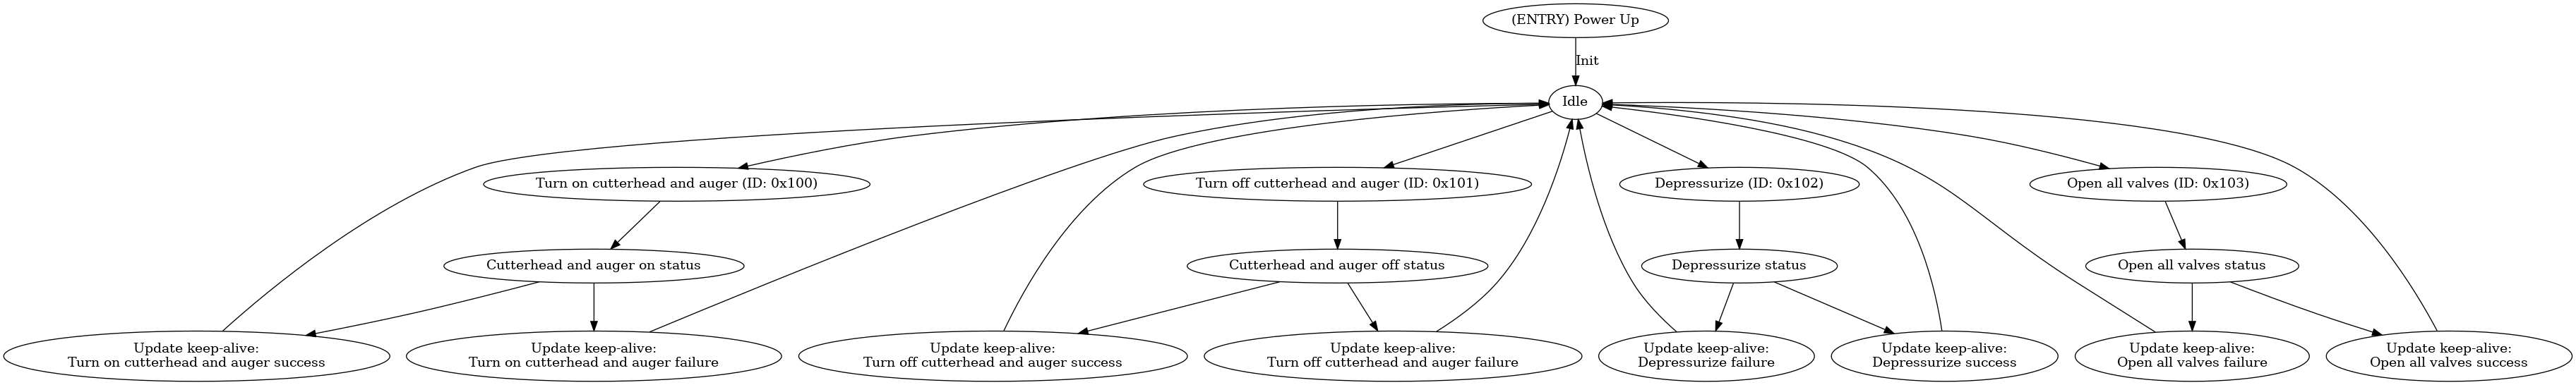 (ENTRY) Power Up
Init
Idle
Turn on cutterhead and auger (ID: 0x100)
Turn off cutterhead and auger (ID: 0x101)
Depressurize (ID: 0x102)
Open all valves (ID: 0x103)
Cutterhead and auger on status
Cutterhead and auger off status
Depressurize status
Open all valves status
Update keep-alive:
Turn on cutterhead and auger success
Update keep-alive:
Turn on cutterhead and auger failure
Update keep-alive:
Turn off cutterhead and auger success
Update keep-alive:
Turn off cutterhead and auger failure
Update keep-alive:
Depressurize failure
Update keep-alive:
Depressurize success
Update keep-alive:
Open all valves failure
Update keep-alive:
Open all valves success